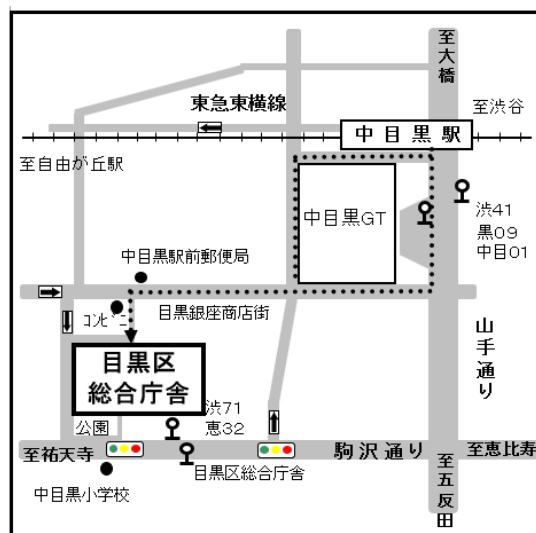 至大橋
東急東横線
至渋谷
中目黒駅
至自由が丘駅
中目黒GT
渋41
黒09
中目01
中目黒駅前郵便局
コンビニ
目黒銀座商店街
山手通り
目黒区
総合庁舎
渋71
恵32
公園
至祐天寺
駒沢通り
至恵比寿
目黒区総合庁舎
至五反田
中目黒小学校